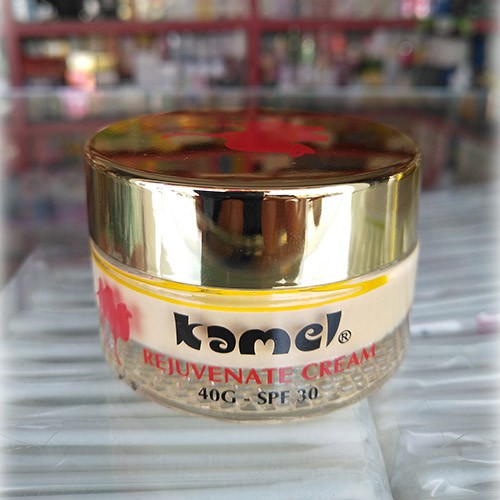 Kamel®
REJUVENATE CREAM
40G - SPF 30